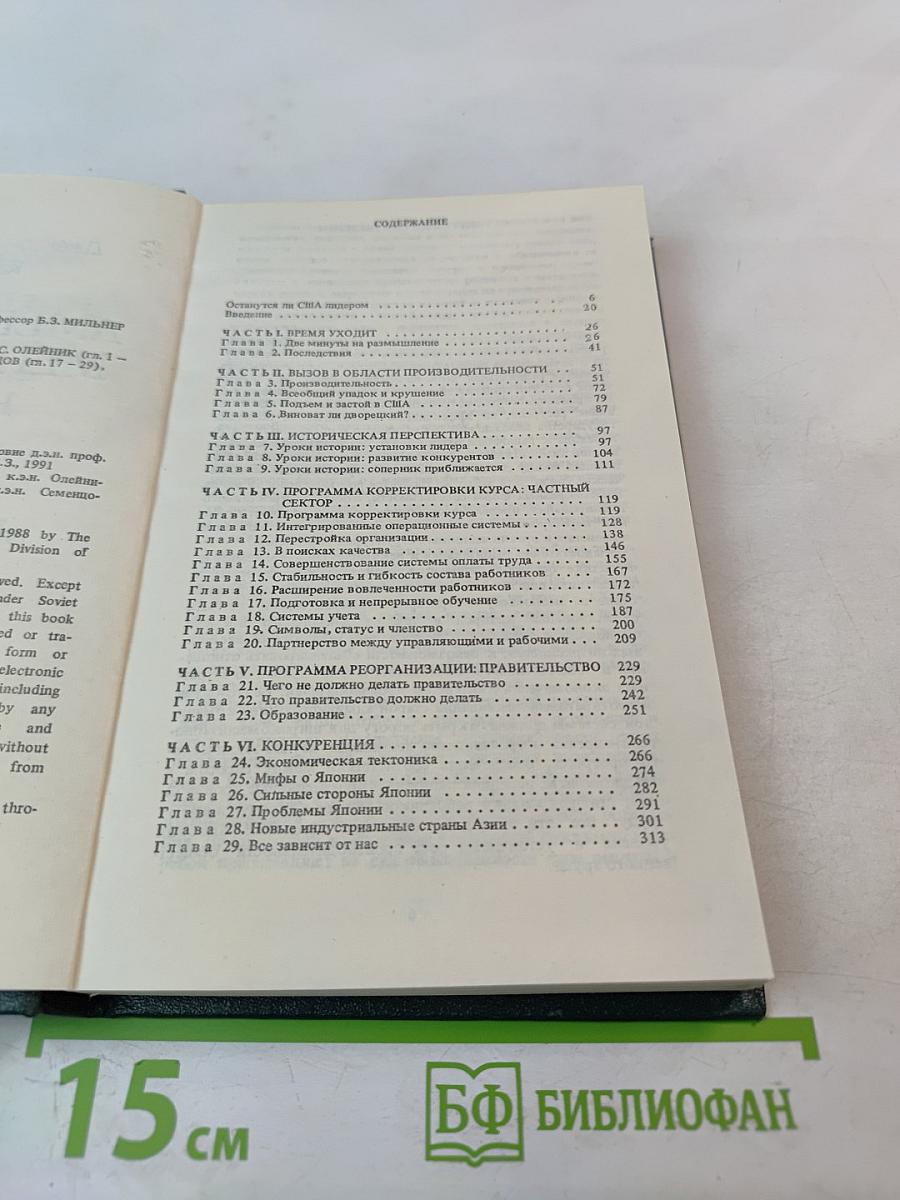 фессор Б.З. МИЛЬНЕР
С. ОЛЕЙНИК (гл. 1 –
ЦОВ (гл. 17 – 29).
овие д.э.н. проф.
.З., 1991
к.э.н. Олейни-
.э.н. Семенцо-
1988 by The
Division of
ved. Except
nder Soviet
this book
ed or tra-
form or
electronic
including
by any
and
without
from
thro-
СОДЕРЖАНИЕ
Останутся ли США лидером . . . . . . . . . . . . . . . . . . 6
Введение . . . . . . . . . . . . . . . . . . . . . . . . . . . 20
ЧАСТЬ I. ВРЕМЯ УХОДИТ . . . . . . . . . . . . . . . . . . 26
Глава 1. Две минуты на размышление . . . . . . . . . . . . 26
Глава 2. Последствия . . . . . . . . . . . . . . . . . . . . 41
ЧАСТЬ II. ВЫЗОВ В ОБЛАСТИ ПРОИЗВОДИТЕЛЬНОСТИ . . 51
Глава 3. Производительность . . . . . . . . . . . . . . . . 51
Глава 4. Всеобщий упадок и крушение . . . . . . . . . . . 72
Глава 5. Подъем и застой в США . . . . . . . . . . . . . . 79
Глава 6. Виноват ли дворецкий? . . . . . . . . . . . . . . 87
ЧАСТЬ III. ИСТОРИЧЕСКАЯ ПЕРСПЕКТИВА . . . . . . . . . 97
Глава 7. Уроки истории: установки лидера . . . . . . . . . 97
Глава 8. Уроки истории: развитие конкурентов . . . . . . . 104
Глава 9. Уроки истории: соперник приближается . . . . . . 111
ЧАСТЬ IV. ПРОГРАММА КОРРЕКТИРОВКИ КУРСА: ЧАСТНЫЙ
СЕКТОР . . . . . . . . . . . . . . . . . . . . . . . . 119
Глава 10. Программа корректировки курса . . . . . . . . . 119
Глава 11. Интегрированные операционные системы . . . . . 128
Глава 12. Перестройка организации . . . . . . . . . . . . . 138
Глава 13. В поисках качества . . . . . . . . . . . . . . . . 146
Глава 14. Совершенствование системы оплаты труда . . . . . 155
Глава 15. Стабильность и гибкость состава работников . . . . 167
Глава 16. Расширение вовлеченности работников . . . . . . . 172
Глава 17. Подготовка и непрерывное обучение . . . . . . . . 175
Глава 18. Системы учета . . . . . . . . . . . . . . . . . . . 187
Глава 19. Символы, статус и членство . . . . . . . . . . . . 200
Глава 20. Партнерство между управляющими и рабочими . . . 209
ЧАСТЬ V. ПРОГРАММА РЕОРГАНИЗАЦИИ: ПРАВИТЕЛЬСТВО 229
Глава 21. Чего не должно делать правительство . . . . . . . 229
Глава 22. Что правительство должно делать . . . . . . . . . 242
Глава 23. Образование . . . . . . . . . . . . . . . . . . . . 251
ЧАСТЬ VI. КОНКУРЕНЦИЯ . . . . . . . . . . . . . . . . . . 266
Глава 24. Экономическая тектоника . . . . . . . . . . . . . 266
Глава 25. Мифы о Японии . . . . . . . . . . . . . . . . . . 274
Глава 26. Сильные стороны Японии . . . . . . . . . . . . . 282
Глава 27. Проблемы Японии . . . . . . . . . . . . . . . . . 291
Глава 28. Новые индустриальные страны Азии . . . . . . . . 301
Глава 29. Все зависит от нас . . . . . . . . . . . . . . . . . 313
15 см
БФ БИБЛИОФАН